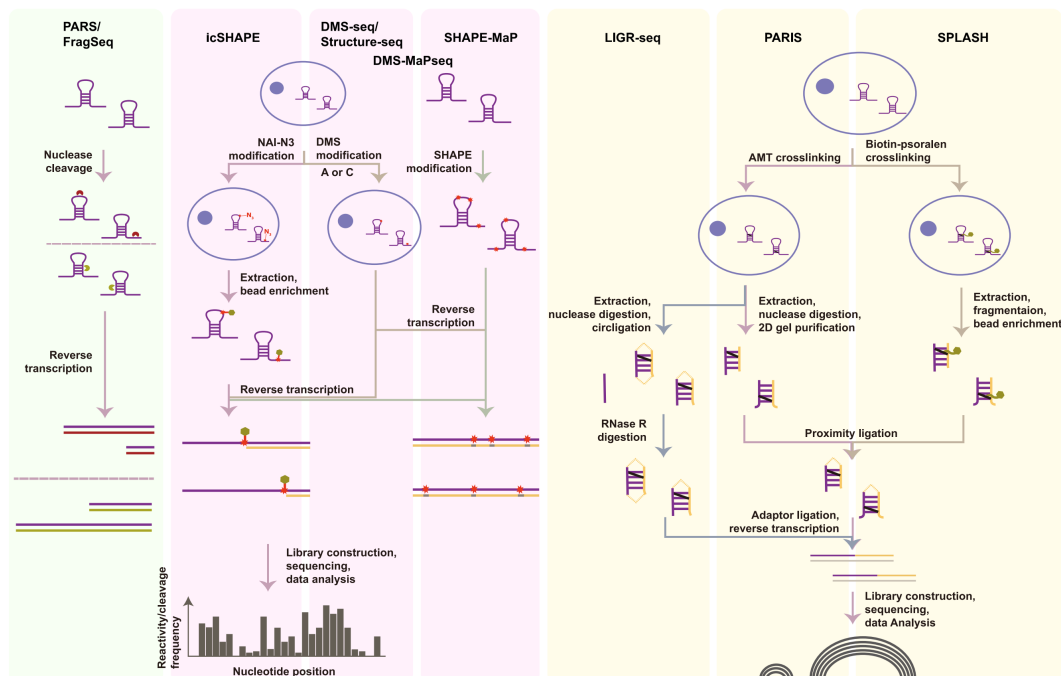 PARS/
FragSeq
icSHAPE
DMS-seq/
Structure-seq
SHAPE-MaP
DMS-MaPseq
LIGR-seq
PARIS
SPLASH
Nuclease
cleavage
NAI-N3
modification
DMS
modification
A or C
SHAPE
modification
AMT crosslinking
Biotin-psoralen
crosslinking
N3
N3
Extraction,
bead enrichment
Reverse
transcription
Reverse
transcription
Reverse transcription
Extraction,
nuclease digestion,
circligation
Extraction,
nuclease digestion,
2D gel purification
Extraction,
fragmentaion,
bead enrichment
RNase R
digestion
Proximity ligation
Adaptor ligation,
reverse transcription
Library construction,
sequencing,
data analysis
Library construction,
sequencing,
data Analysis
Reactivity/cleavage
frequency
Nucleotide position